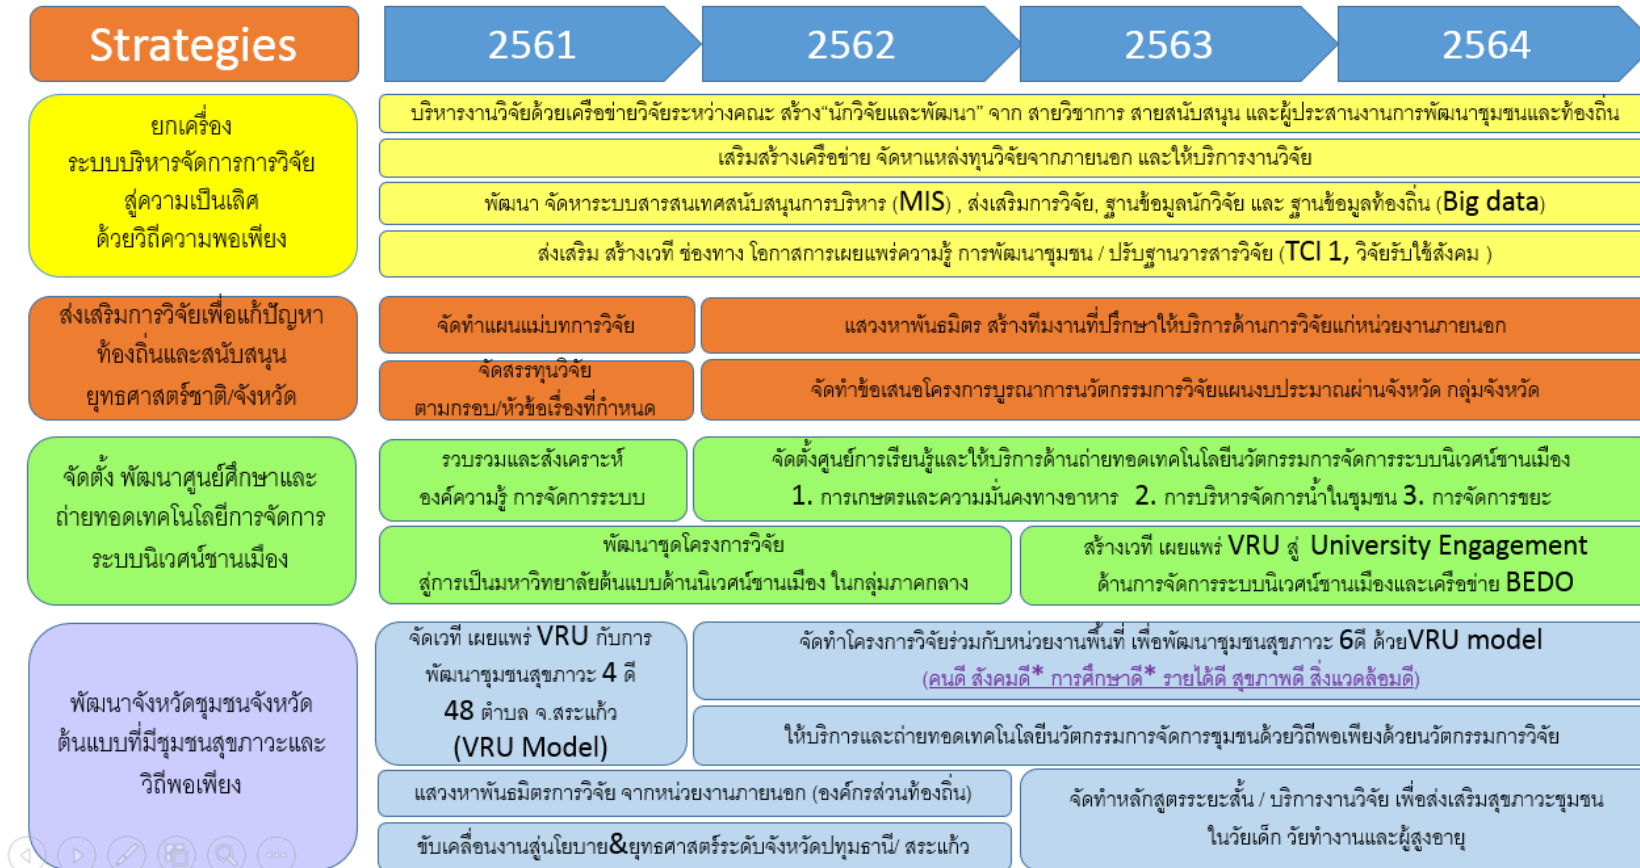 Strategies
2561
2562
2563
2564
ยกเครื่อง
ระบบบริหารจัดการการวิจัย
สู่ความเป็นเลิศ
ด้วยวิถีความพอเพียง
บริหารงานวิจัยด้วยเครือข่ายวิจัยระหว่างคณะ สร้าง“นักวิจัยและพัฒนา” จาก สายวิชาการ สายสนับสนุน และผู้ประสานงานการพัฒนาชุมชนและท้องถิ่น
เสริมสร้างเครือข่าย จัดหาแหล่งทุนวิจัยจากภายนอก และให้บริการงานวิจัย
พัฒนา จัดหาระบบสารสนเทศสนับสนุนการบริหาร (MIS) , ส่งเสริมการวิจัย, ฐานข้อมูลนักวิจัย และ ฐานข้อมูลท้องถิ่น (Big data)
ส่งเสริม สร้างเวที ช่องทาง โอกาสการเผยแพร่ความรู้ การพัฒนาชุมชน / ปรับฐานวารสารวิจัย (TCI 1, วิจัยรับใช้สังคม )
ส่งเสริมการวิจัยเพื่อแก้ปัญหา
ท้องถิ่นและสนับสนุน
ยุทธศาสตร์ชาติ/จังหวัด
จัดทำแผนแม่บทการวิจัย
แสวงหาพันธมิตร สร้างทีมงานที่ปรึกษาให้บริการด้านการวิจัยแก่หน่วยงานภายนอก
จัดสรรทุนวิจัย
ตามกรอบ/หัวข้อเรื่องที่กำหนด
จัดทำข้อเสนอโครงการบูรณาการนวัตกรรมการวิจัยแผนงบประมาณผ่านจังหวัด กลุ่มจังหวัด
จัดตั้ง พัฒนาศูนย์ศึกษาและ
ถ่ายทอดเทคโนโลยีการจัดการ
ระบบนิเวศน์ชานเมือง
รวบรวมและสังเคราะห์
องค์ความรู้ การจัดการระบบ
จัดตั้งศูนย์การเรียนรู้และให้บริการด้านถ่ายทอดเทคโนโลยีนวัตกรรมการจัดการระบบนิเวศน์ชานเมือง
1. การเกษตรและความมั่นคงทางอาหาร 2. การบริหารจัดการน้ำในชุมชน 3. การจัดการขยะ
พัฒนาชุดโครงการวิจัย
สู่การเป็นมหาวิทยาลัยต้นแบบด้านนิเวศน์ชานเมือง ในกลุ่มภาคกลาง
สร้างเวที เผยแพร่ VRU สู่ University Engagement
ด้านการจัดการระบบนิเวศน์ชานเมืองและเครือข่าย BEDO
พัฒนาจังหวัดชุมชนจังหวัด
ต้นแบบที่มีชุมชนสุขภาวะและ
วิถีพอเพียง
จัดเวที เผยแพร่ VRU กับการ
พัฒนาชุมชนสุขภาวะ 4 ดี
48 ตำบล จ.สระแก้ว
(VRU Model)
จัดทำโครงการวิจัยร่วมกับหน่วยงานพื้นที่ เพื่อพัฒนาชุมชนสุขภาวะ 6ดี ด้วยVRU model
(คนดี สังคมดี* การศึกษาดี* รายได้ดี สุขภาพดี สิ่งแวดล้อมดี)
ให้บริการและถ่ายทอดเทคโนโลยีนวัตกรรมการจัดการชุมชนด้วยวิถีพอเพียงด้วยนวัตกรรมการวิจัย
แสวงหาพันธมิตรการวิจัย จากหน่วยงานภายนอก (องค์กรส่วนท้องถิ่น)
ขับเคลื่อนงานสู่นโยบาย&ยุทธศาสตร์ระดับจังหวัดปทุมธานี/ สระแก้ว
จัดทำหลักสูตรระยะสั้น / บริการงานวิจัย เพื่อส่งเสริมสุขภาวะชุมชน
ในวัยเด็ก วัยทำงานและผู้สูงอายุ